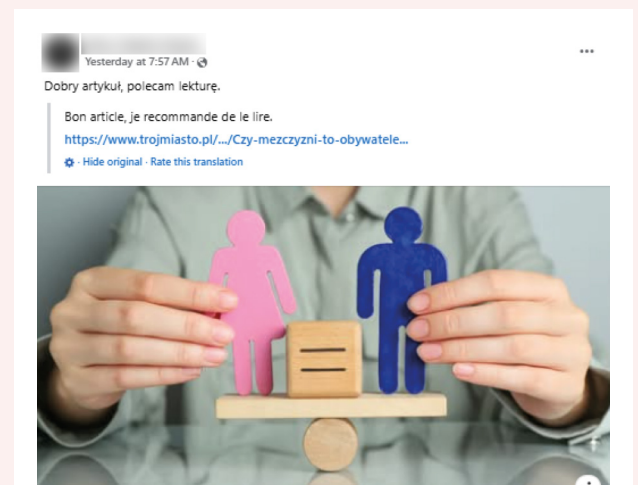 Yesterday at 7:57 AM ·
Dobry artykuł, polecam lekturę.
Bon article, je recommande de le lire.
https://www.trojmiasto.pl/.../Czy-mezczyzni-to-obywatele...
· Hide original · Rate this translation